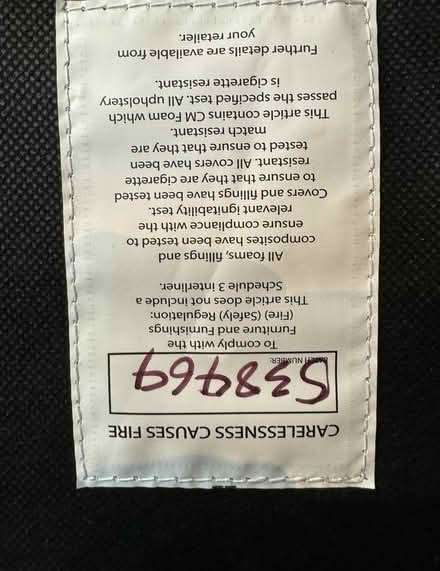 CARELESSNESS CAUSES FIRE
BATCH NUMBER:
To comply with the
Furniture and Furnishings
(Fire) (Safety) Regulation:
This article does not include a
Schedule 3 interliner.
All foams, fillings, and
composites have been tested to
ensure compliance with the
relevant ignitability test.
Covers and fillings have been tested
to ensure that they are cigarette
resistant. All covers have been
tested to ensure that they are
match resistant.
This article contains CM Foam which
passes the specified test. All upholstery
is cigarette resistant.
Further details are available from
your retailer.